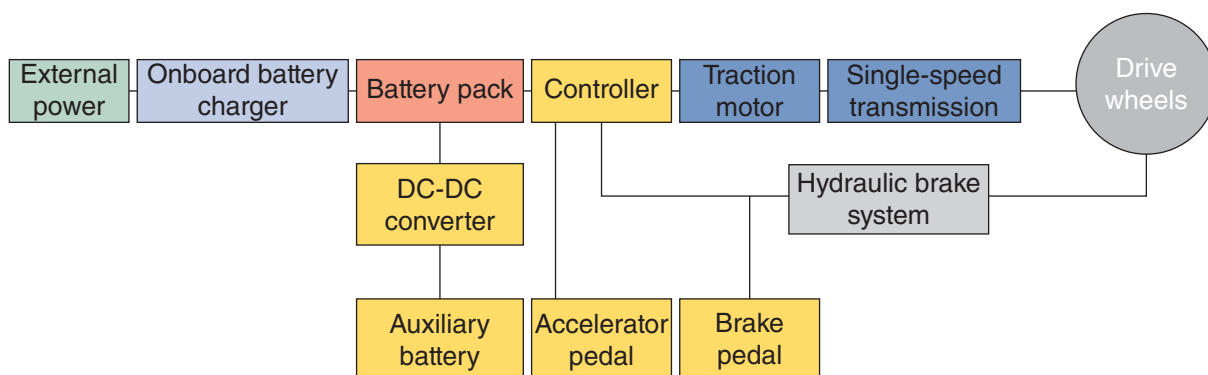 External
power
Onboard battery
charger
Battery pack
Controller
Traction
motor
Single-speed
transmission
Drive
wheels
DC-DC
converter
Hydraulic brake
system
Auxiliary
battery
Accelerator
pedal
Brake
pedal